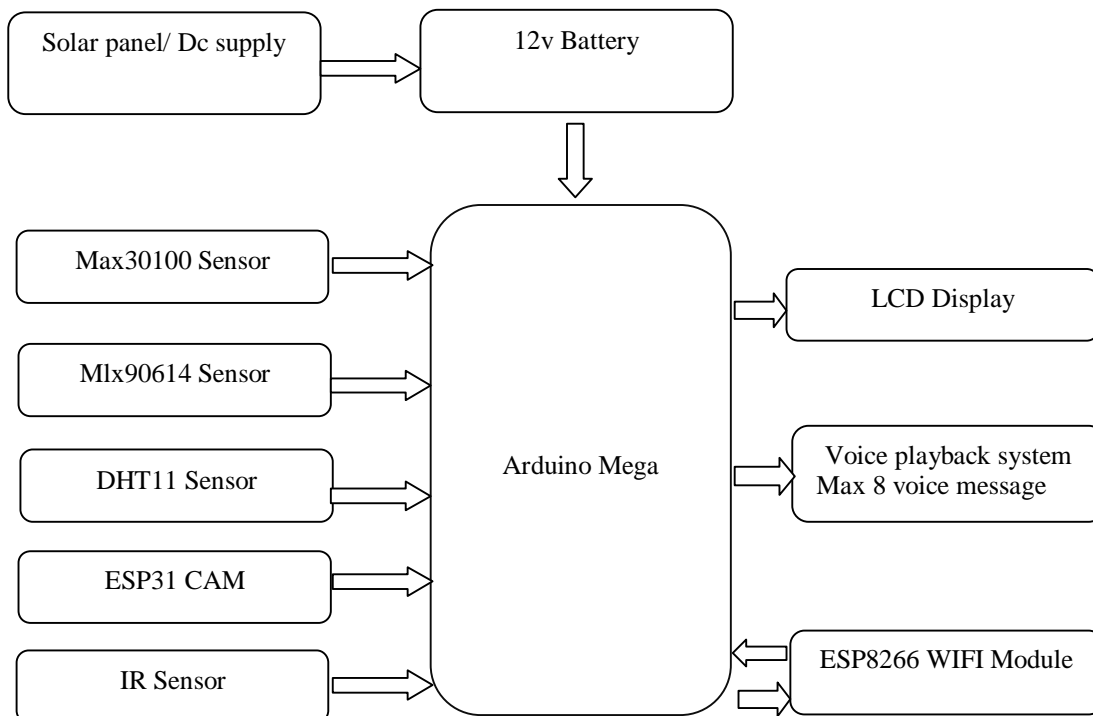 Solar panel/ Dc supply
12v Battery
Max30100 Sensor
Mlx90614 Sensor
DHT11 Sensor
ESP31 CAM
IR Sensor
Arduino Mega
LCD Display
Voice playback system
Max 8 voice message
ESP8266 WIFI Module